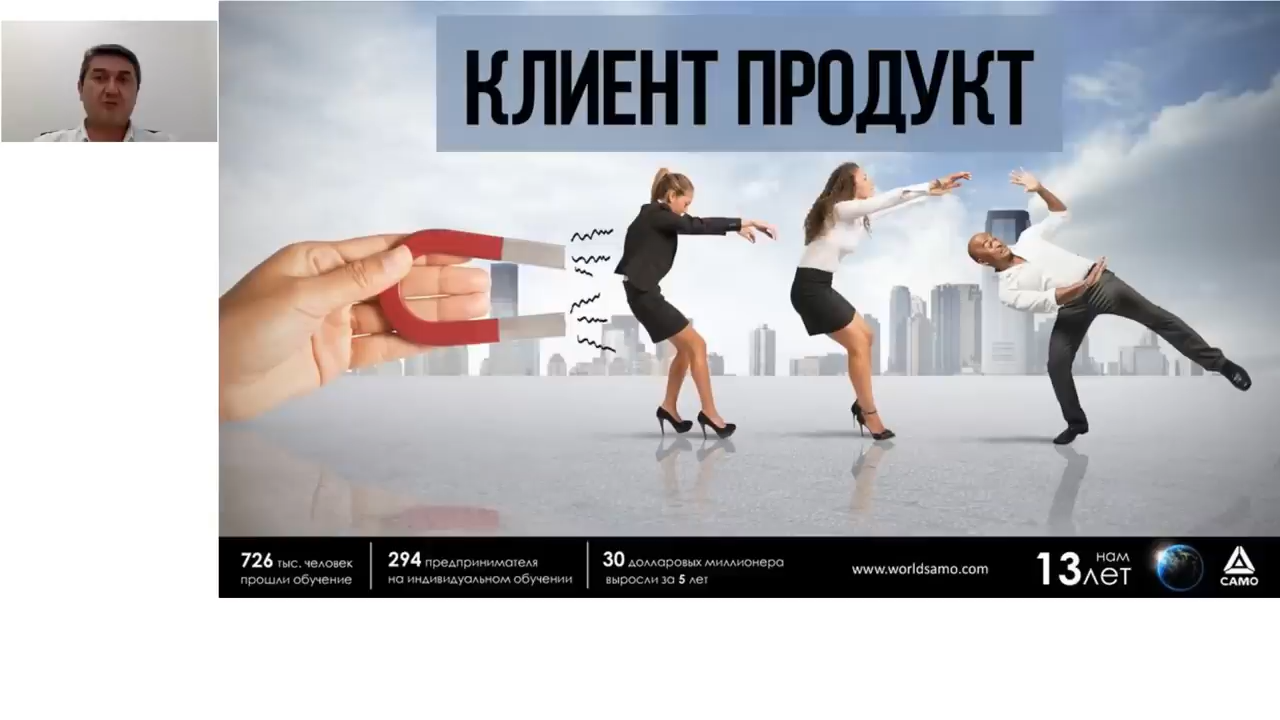 КЛИЕНТ ПРОДУКТ
726 тыс. человек
прошли обучение
294 предпринимателя
на индивидуальном обучении
30 долларовых миллионера
выросли за 5 лет
www.worldsamo.com
13 нам
лет
САМО